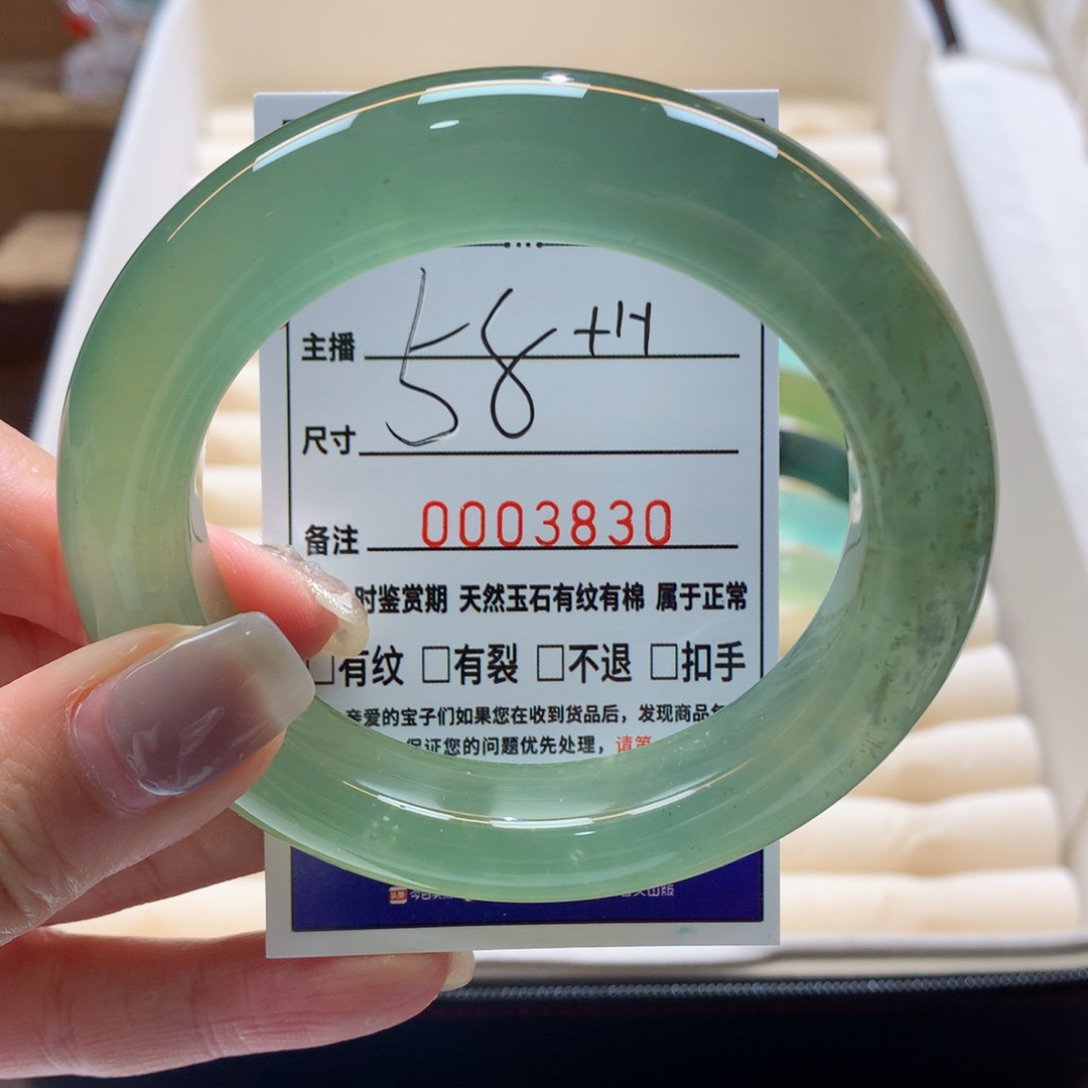 58 +H
主播
尺寸
备注 0003830
时鉴赏期 天然玉石有纹有棉 属于正常
□有纹 □有裂 □不退 □扣手
亲爱的宝子们如果您在收到货品后，发现商品
保证您的问题优先处理，请第